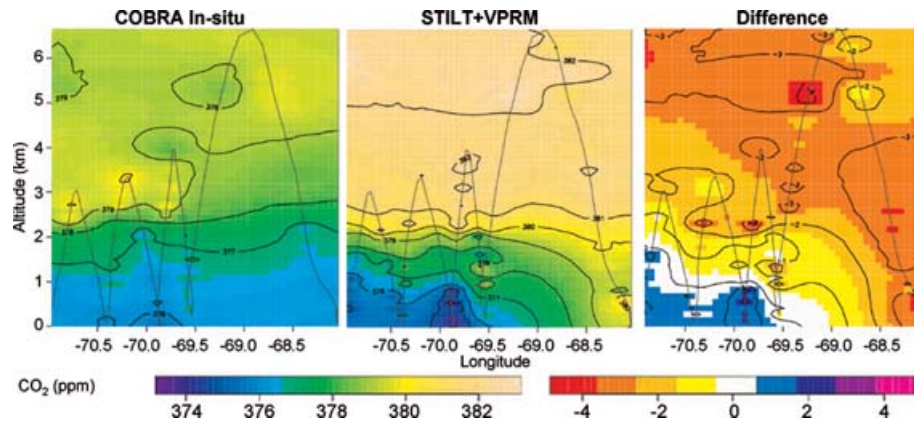 COBRA In-situ STILT+VPRM Difference
6
5
4
3
2
1
0
Altitude (km)
-70.5 -70.0 -69.5 -69.0 -68.5 -70.5 -70.0 -69.5 -69.0 -68.5 -70.5 -70.0 -69.5 -69.0 -68.5
Longitude
CO₂ (ppm)
374 376 378 380 382 -4 -2 0 2 4